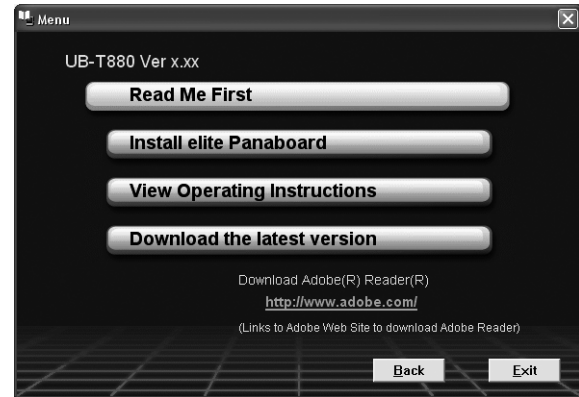 Menu
UB-T880 Ver x.xx
Read Me First
Install elite Panaboard
View Operating Instructions
Download the latest version
Download Adobe(R) Reader(R)
http://www.adobe.com/
(Links to Adobe Web Site to download Adobe Reader)
Back Exit